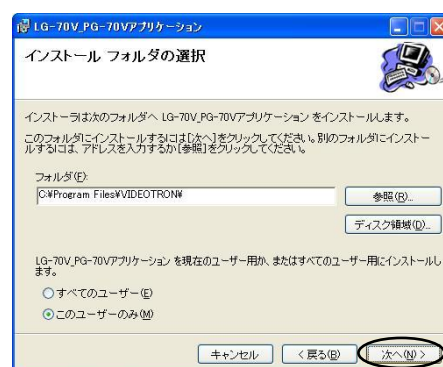 LG-70V_PG-70Vアプリケーション
インストール フォルダの選択
インストーラは次のフォルダへ LG-70V_PG-70Vアプリケーション をインストールします。
このフォルダにインストールするには[次へ]をクリックしてください。別のフォルダにインストー
ルするには、アドレスを入力するか[参照]をクリックしてください。
フォルダ(F):
C:¥Program Files¥VIDEOTRON¥
参照(R)...
ディスク領域(D)...
LG-70V_PG-70Vアプリケーション を現在のユーザー用か、またはすべてのユーザー用にインストールし
ます。
すべてのユーザー(E)
このユーザーのみ(M)
キャンセル
< 戻る(B)
次へ(N) >